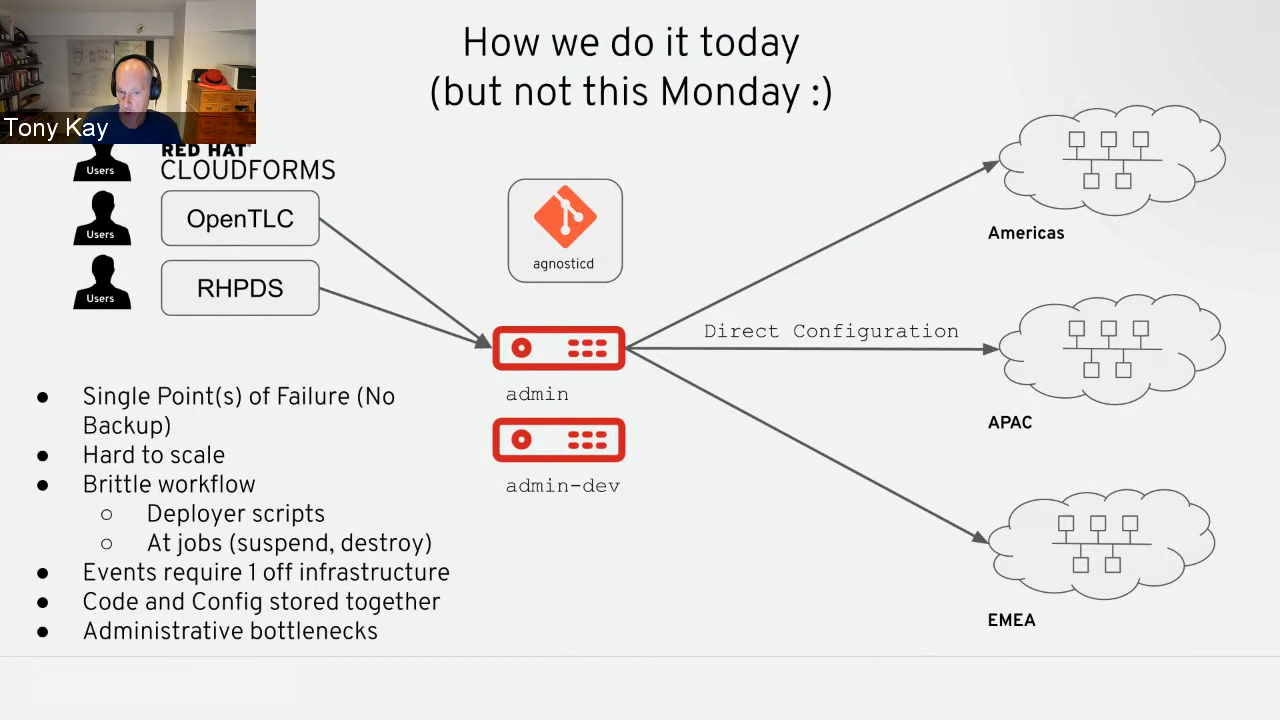 How we do it today
(but not this Monday :)
Tony Kay
Users
RED HAT
CLOUDFORMS
Users
OpenTLC
Users
RHPDS
agnosticd
admin
admin-dev
Direct Configuration
Americas
APAC
EMEA
● Single Point(s) of Failure (No
Backup)
● Hard to scale
● Brittle workflow
○ Deployer scripts
○ At jobs (suspend, destroy)
● Events require 1 off infrastructure
● Code and Config stored together
● Administrative bottlenecks